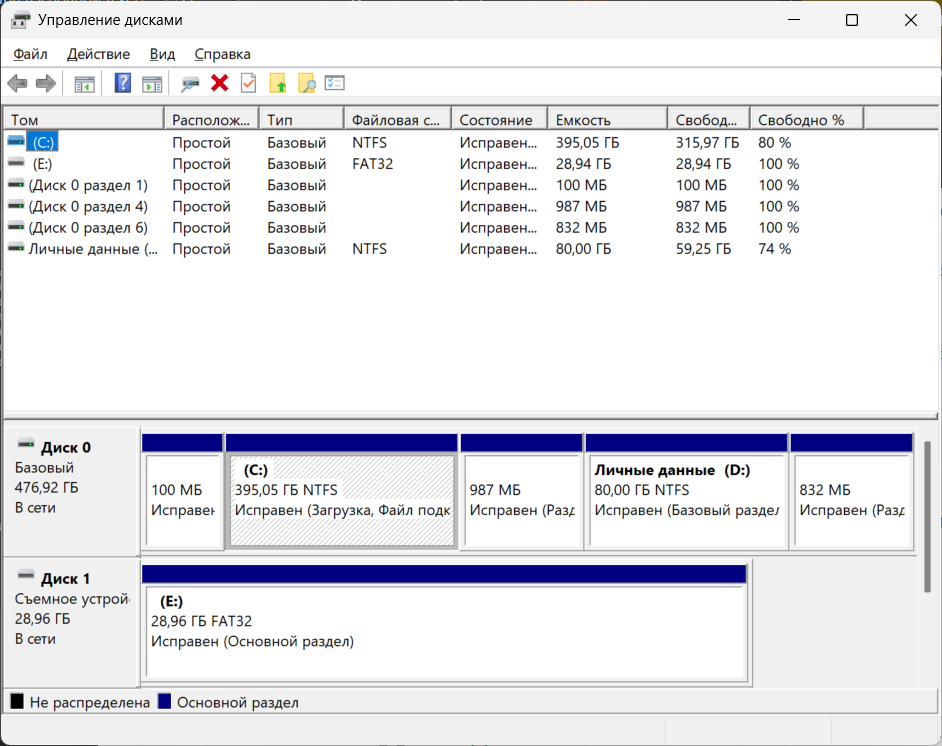 Управление дисками
Файл Действие Вид Справка
Том Располож... Тип Файловая с... Состояние Емкость Свобод... Свободно %
(C:) Простой Базовый NTFS Исправен... 395,05 ГБ 315,97 ГБ 80 %
(E:) Простой Базовый FAT32 Исправен... 28,94 ГБ 28,94 ГБ 100 %
(Диск 0 раздел 1) Простой Базовый Исправен... 100 МБ 100 МБ 100 %
(Диск 0 раздел 4) Простой Базовый Исправен... 987 МБ 987 МБ 100 %
(Диск 0 раздел 6) Простой Базовый Исправен... 832 МБ 832 МБ 100 %
Личные данные (... Простой Базовый NTFS Исправен... 80,00 ГБ 59,25 ГБ 74 %
Диск 0
Базовый
476,92 ГБ
В сети
100 МБ
Исправен
(C:)
395,05 ГБ NTFS
Исправен (Загрузка, Файл подк
987 МБ
Исправен (Разд
Личные данные (D:)
80,00 ГБ NTFS
Исправен (Базовый раздел
832 МБ
Исправен (Разд
Диск 1
Съемное устрой
28,96 ГБ
В сети
(E:)
28,96 ГБ FAT32
Исправен (Основной раздел)
Не распределена Основной раздел